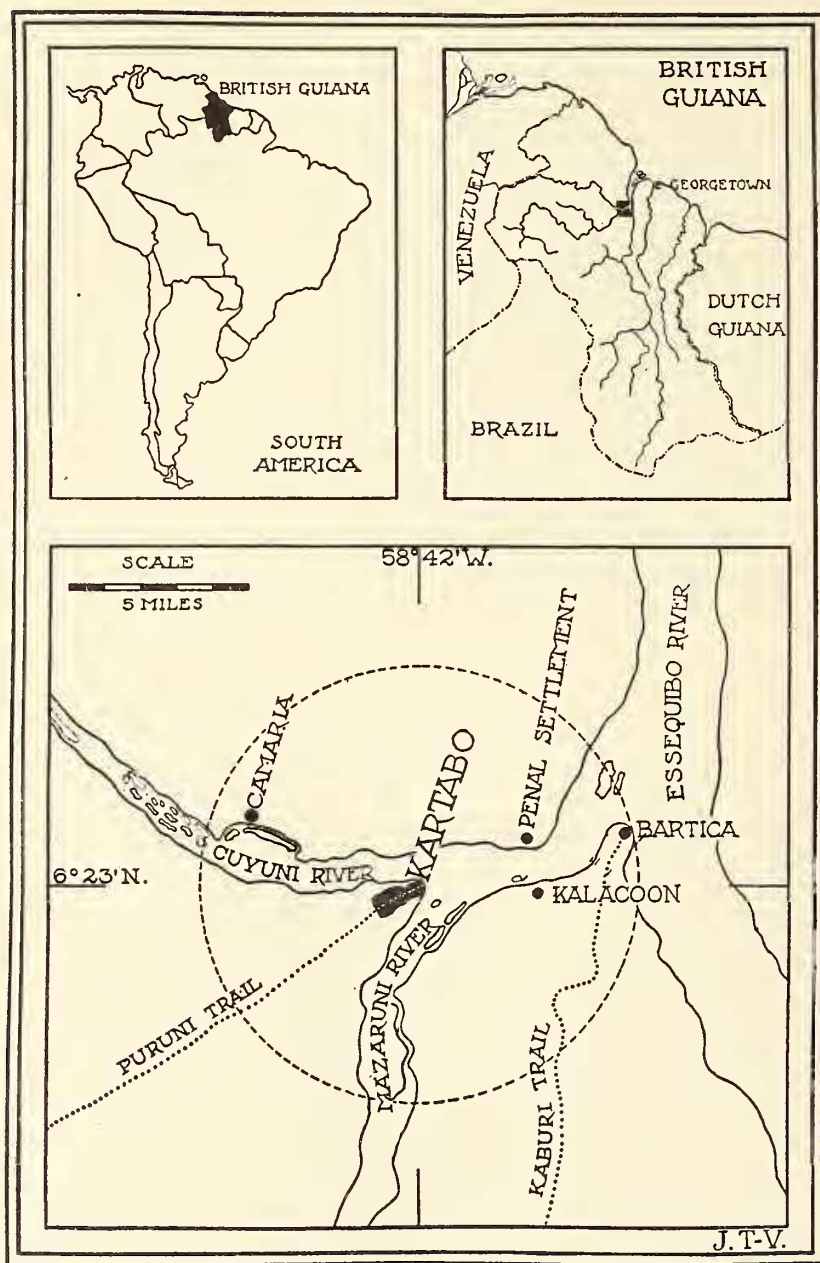 BRITISH GUIANA
SOUTH
AMERICA
BRITISH
GUIANA
VENEZUELA
GEORGETOWN
DUTCH
GUIANA
BRAZIL
SCALE
5 MILES
58°42'W.
CAMARIA
KARTABO
PENAL SETTLEMENT
ESSEQUIBO RIVER
BARTICA
CUYUNI RIVER
6°23'N.
KALACOON
MAZARUNI RIVER
PURUNI TRAIL
KABURI TRAIL
J.T-V.